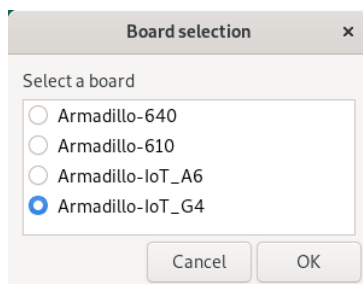 Board selection
Select a board
Armadillo-640
Armadillo-610
Armadillo-IoT_A6
Armadillo-IoT_G4
Cancel OK